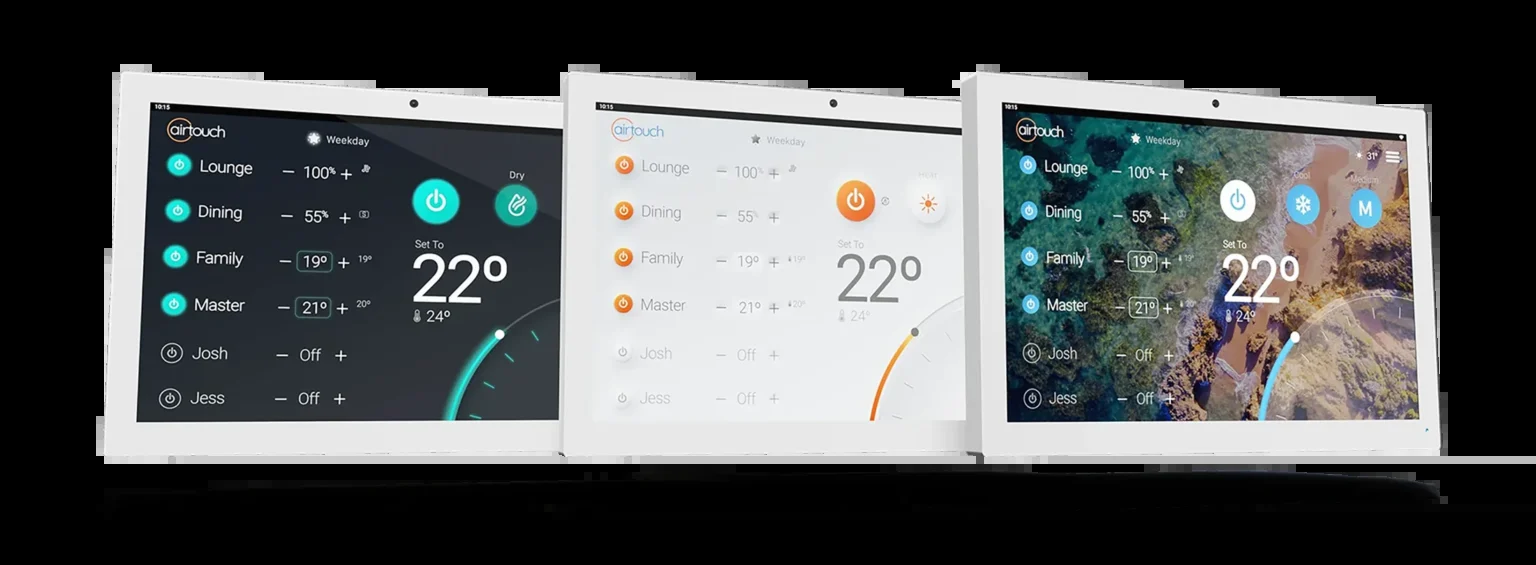 10:15
airtouch
Weekday
Lounge − 100% +
Dining − 55% +
Family − 19º + 19º
Master − 21º + 20º
Josh − Off +
Jess − Off +
Dry
Set To
22º
24º
10:15
airtouch
Weekday
Lounge − 100% +
Dining − 55% +
Family − 19º + 19º
Master − 21º + 20º
Josh − Off +
Jess − Off +
Heat
Set To
22º
24º
10:15
airtouch
Weekday
31º
Lounge − 100% +
Dining − 55% +
Family − 19º + 19º
Master − 21º + 20º
Josh − Off +
Jess − Off +
Cool
Medium
M
Set To
22º
24º